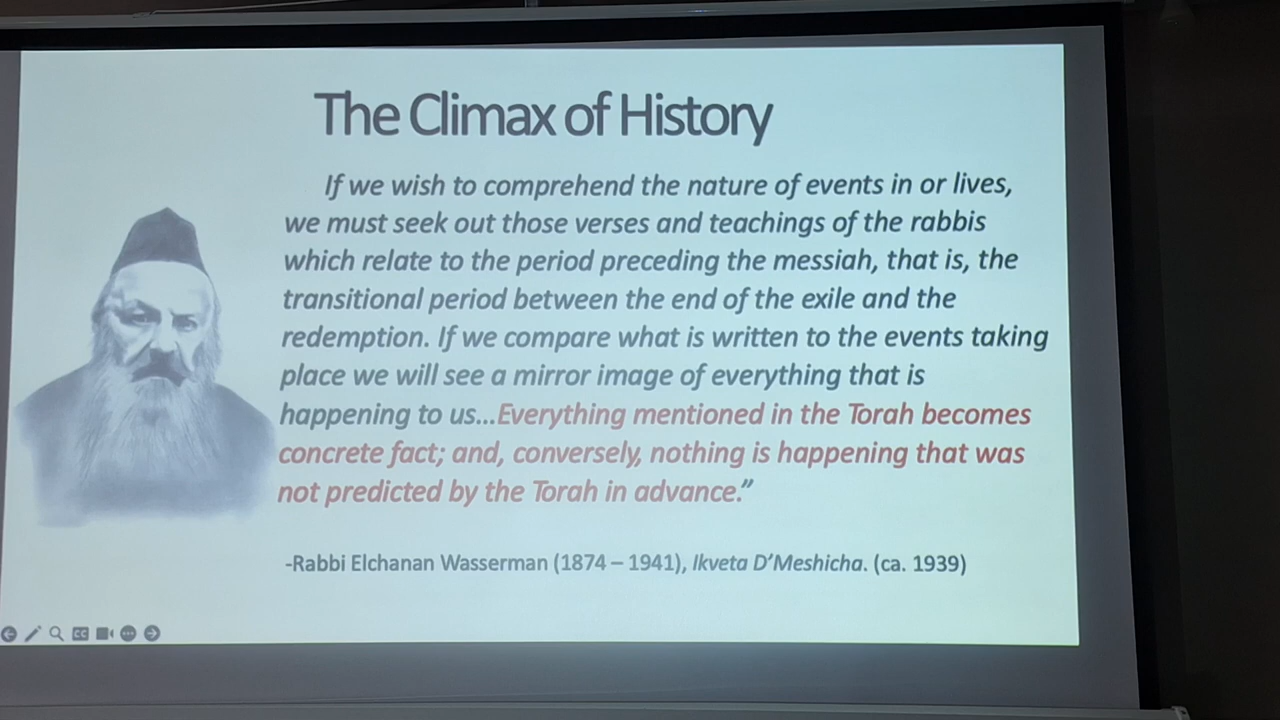 The Climax of History
If we wish to comprehend the nature of events in or lives,
we must seek out those verses and teachings of the rabbis
which relate to the period preceding the messiah, that is, the
transitional period between the end of the exile and the
redemption. If we compare what is written to the events taking
place we will see a mirror image of everything that is
happening to us...Everything mentioned in the Torah becomes
concrete fact; and, conversely, nothing is happening that was
not predicted by the Torah in advance.”
-Rabbi Elchanan Wasserman (1874 – 1941), Ikveta D’Meshicha. (ca. 1939)
CC